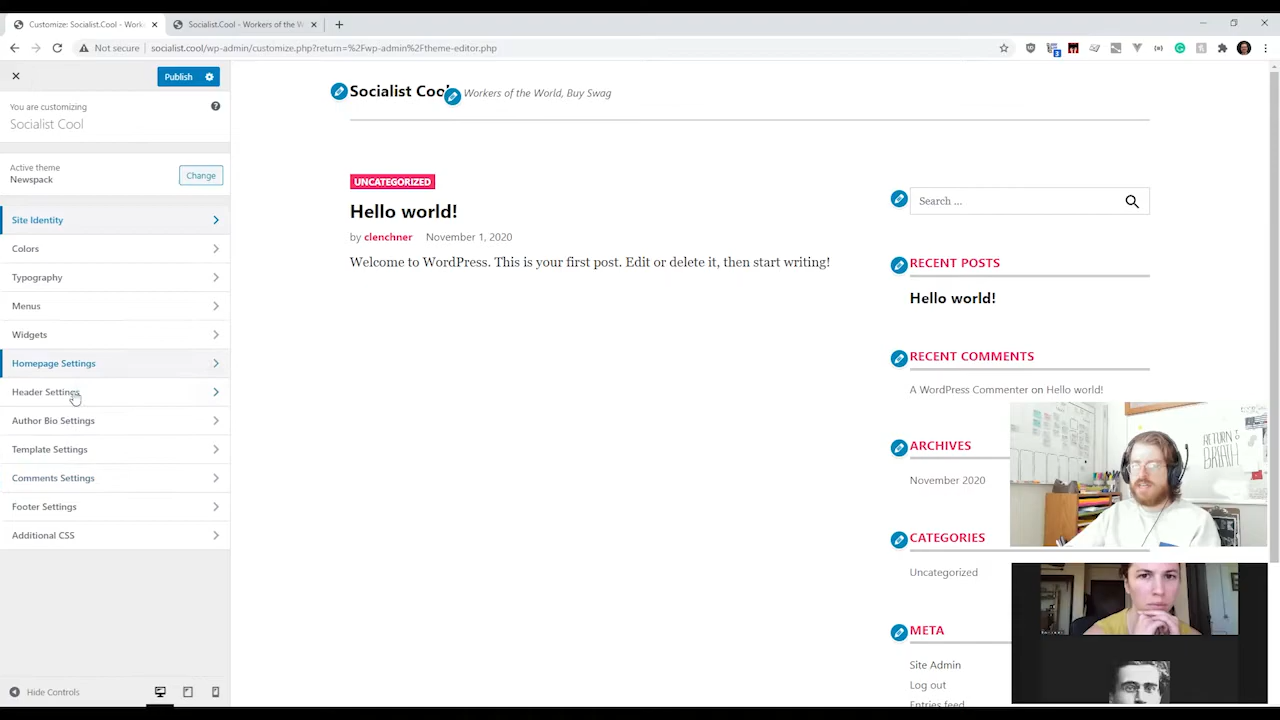 Customize: Socialist.Cool - Work
Socialist.Cool - Workers of the W
Not secure
socialist.cool/wp-admin/customize.php?return=%2Fwp-admin%2Ftheme-editor.php
Publish
You are customizing
Socialist Cool
Active theme
Newspack
Change
Site Identity
Colors
Typography
Menus
Widgets
Homepage Settings
Header Settings
Author Bio Settings
Template Settings
Comments Settings
Footer Settings
Additional CSS
Hide Controls
Socialist Cool
Workers of the World, Buy Swag
UNCATEGORIZED
Hello world!
by clenchner November 1, 2020
Welcome to WordPress. This is your first post. Edit or delete it, then start writing!
Search ...
RECENT POSTS
Hello world!
RECENT COMMENTS
A WordPress Commenter on Hello world!
ARCHIVES
November 2020
CATEGORIES
Uncategorized
META
Site Admin
Log out
Entries feed
RETURN
BREATH